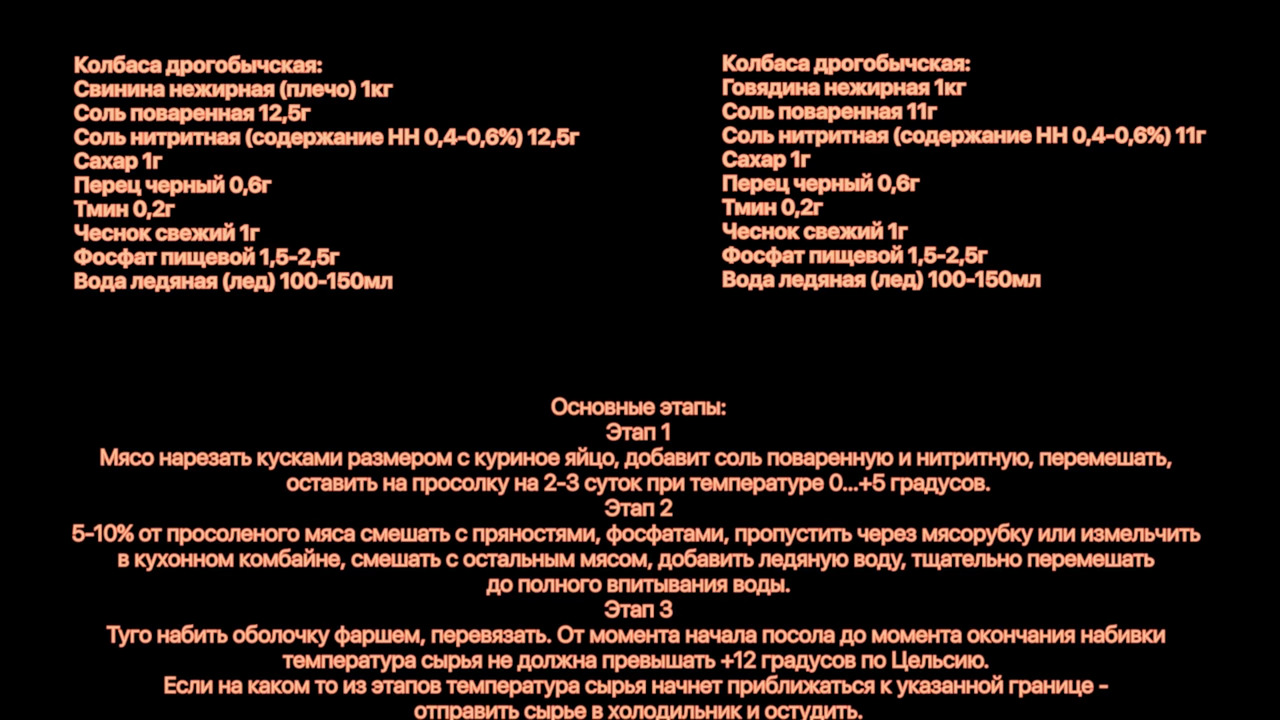 Колбаса дрогобычская:
Свинина нежирная (плечо) 1кг
Соль поваренная 12,5г
Соль нитритная (содержание НН 0,4-0,6%) 12,5г
Сахар 1г
Перец черный 0,6г
Тмин 0,2г
Чеснок свежий 1г
Фосфат пищевой 1,5-2,5г
Вода ледяная (лед) 100-150мл
Колбаса дрогобычская:
Говядина нежирная 1кг
Соль поваренная 11г
Соль нитритная (содержание НН 0,4-0,6%) 11г
Сахар 1г
Перец черный 0,6г
Тмин 0,2г
Чеснок свежий 1г
Фосфат пищевой 1,5-2,5г
Вода ледяная (лед) 100-150мл
Основные этапы:
Этап 1
Мясо нарезать кусками размером с куриное яйцо, добавит соль поваренную и нитритную, перемешать,
оставить на просолку на 2-3 суток при температуре 0...+5 градусов.
Этап 2
5-10% от просоленого мяса смешать с пряностями, фосфатами, пропустить через мясорубку или измельчить
в кухонном комбайне, смешать с остальным мясом, добавить ледяную воду, тщательно перемешать
до полного впитывания воды.
Этап 3
Туго набить оболочку фаршем, перевязать. От момента начала посола до момента окончания набивки
температура сырья не должна превышать +12 градусов по Цельсию.
Если на каком то из этапов температура сырья начнет приближаться к указанной границе -
отправить сырье в холодильник и остудить.